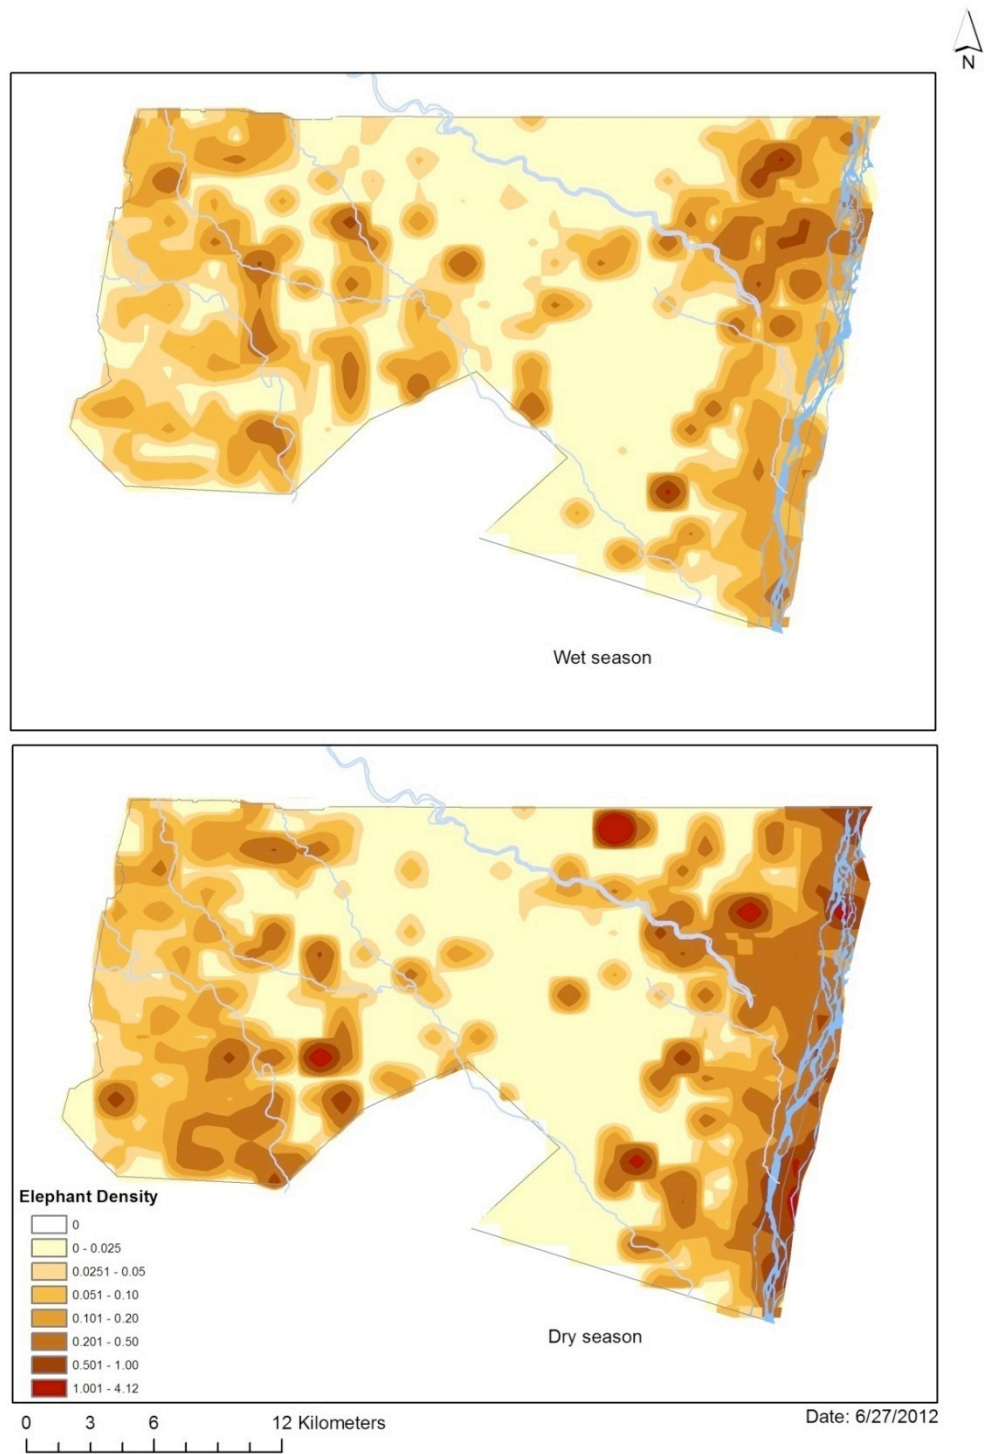 N
Wet season
Elephant Density
0
0 - 0.025
0.0251 - 0.05
0.051 - 0.10
0.101 - 0.20
0.201 - 0.50
0.501 - 1.00
1.001 - 4.12
Dry season
0 3 6 12 Kilometers
Date: 6/27/2012